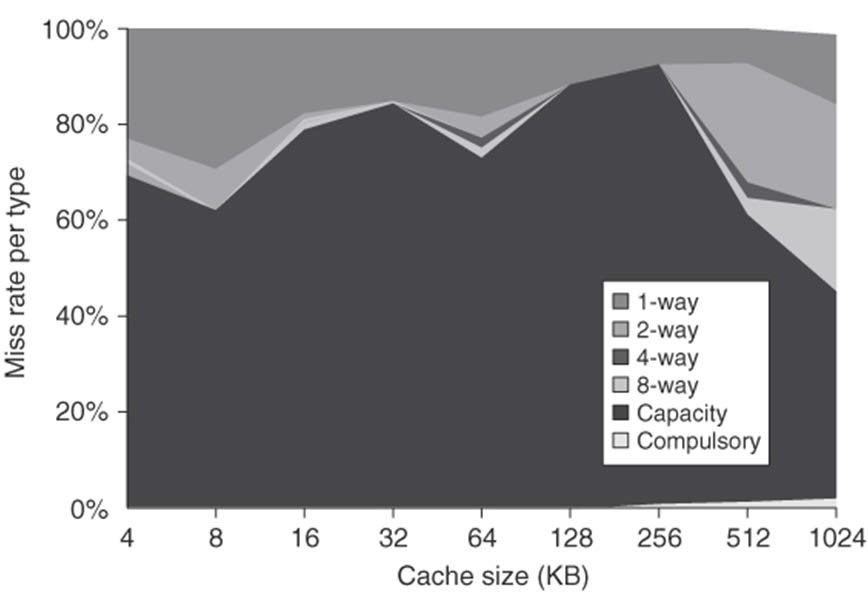 100%
80%
60%
40%
20%
0%
Miss rate per type
1-way
2-way
4-way
8-way
Capacity
Compulsory
4 8 16 32 64 128 256 512 1024
Cache size (KB)